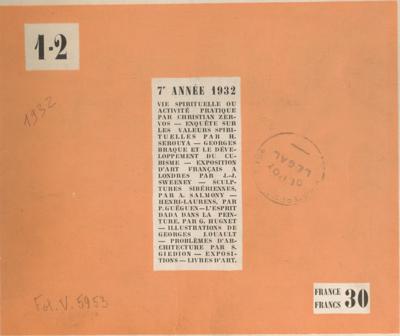 1-2
1932
7e ANNÉE 1932
VIE SPIRITUELLE OU
ACTIVITÉ PRATIQUE
PAR CHRISTIAN ZER-
VOS — ENQUÊTE SUR
LES VALEURS SPIRI-
TUELLES PAR H.
SEROUYA — GEORGES
BRAQUE ET LE DÉVE-
LOPPEMENT DU CU-
BISME — EXPOSITION
D'ART FRANÇAIS A
LONDRES PAR J.-J.
SWEENEY — SCULP-
TURES SIBÉRIENNES,
PAR A. SALMONY —
HENRI-LAURENS, PAR
P. GUÉGUEN—L'ESPRIT
DADA DANS LA PEIN-
TURE, PAR G. HUGNET
— ILLUSTRATIONS DE
GEORGES LOUAULT
— PROBLÈMES D'AR-
CHITECTURE PAR S.
GIEDION — EXPOSI-
TIONS — LIVRES D'ART.
DEPOT
LEGAL
FRANCE
FRANCS 30
Fol. V. 5953